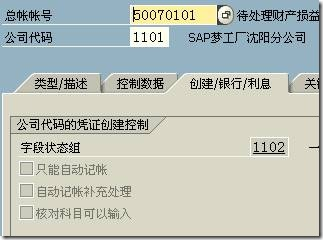 总帐帐号 50070101 待处理财产损益
公司代码 1101 SAP梦工厂沈阳分公司
类型/描述 控制数据 创建/银行/利息 关键
公司代码的凭证创建控制
字段状态组 1102
只能自动记帐
自动记帐补充处理
核对科目可以输入